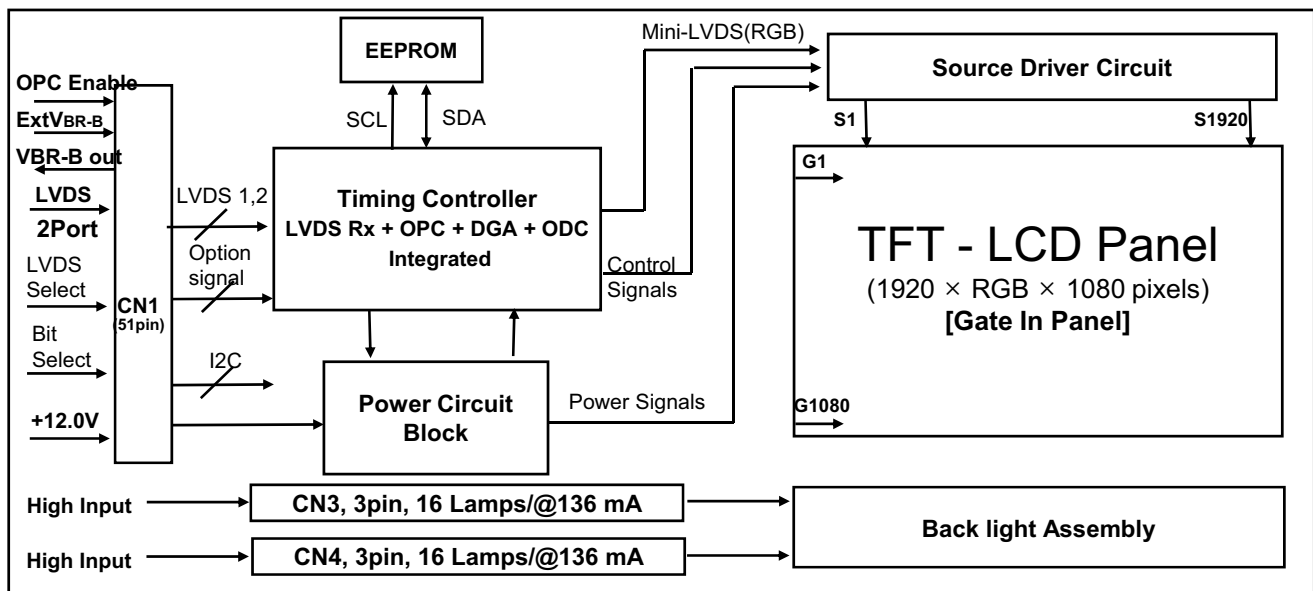 EEPROM
Mini-LVDS(RGB)
Source Driver Circuit
OPC Enable
ExtVBR-B
VBR-B out
LVDS
2Port
LVDS
Select
Bit
Select
+12.0V
CN1
(51pin)
SCL
SDA
LVDS 1,2
Option
signal
I2C
Timing Controller
LVDS Rx + OPC + DGA + ODC
Integrated
Control
Signals
Power Circuit
Block
Power Signals
S1
S1920
G1
TFT - LCD Panel
(1920 × RGB × 1080 pixels)
[Gate In Panel]
G1080
High Input
CN3, 3pin, 16 Lamps/@136 mA
Back light Assembly
High Input
CN4, 3pin, 16 Lamps/@136 mA